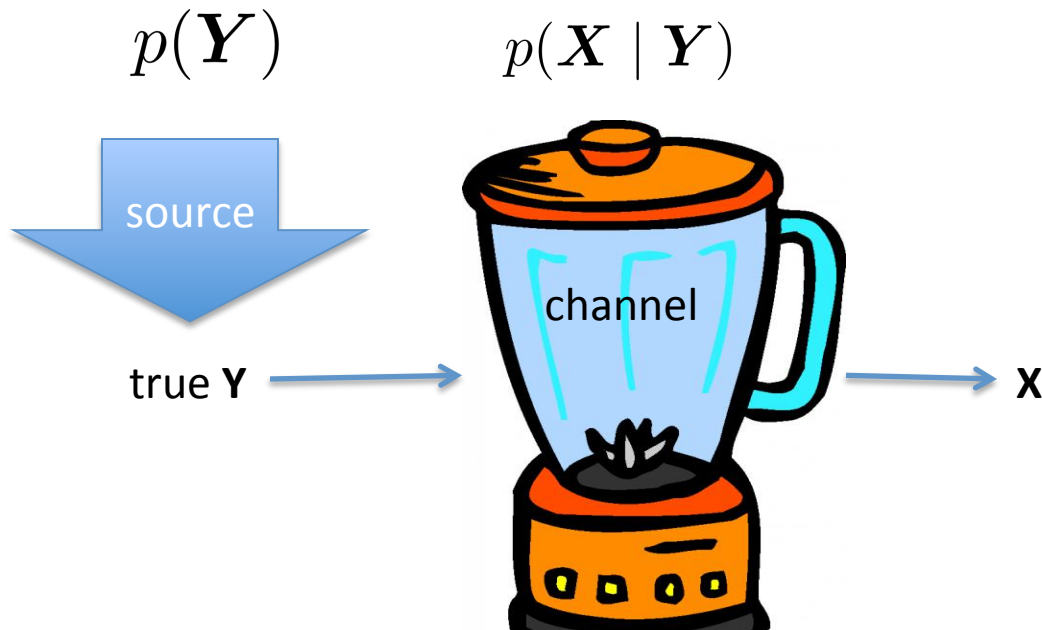 p(Y)
p(X | Y)
source
channel
true Y
X